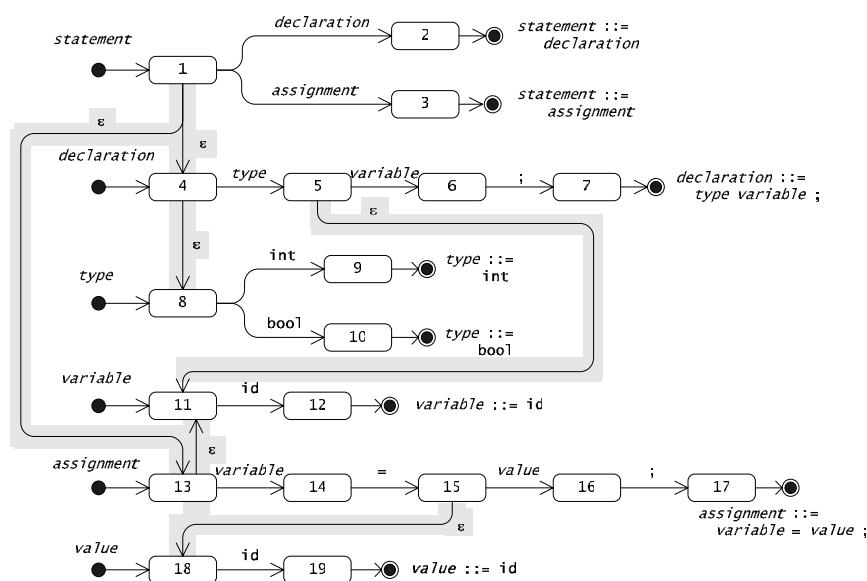 declaration
statement
1
2
statement ::=
declaration
assignment
3
statement ::=
assignment
ε
ε
declaration
4
type
5
variable
6
;
7
declaration ::=
type variable ;
ε
ε
type
8
int
9
type ::=
int
bool
10
type ::=
bool
variable
11
id
12
variable ::= id
ε
assignment
13
variable
14
=
15
value
16
;
17
assignment ::=
variable = value ;
ε
value
18
id
19
value ::= id